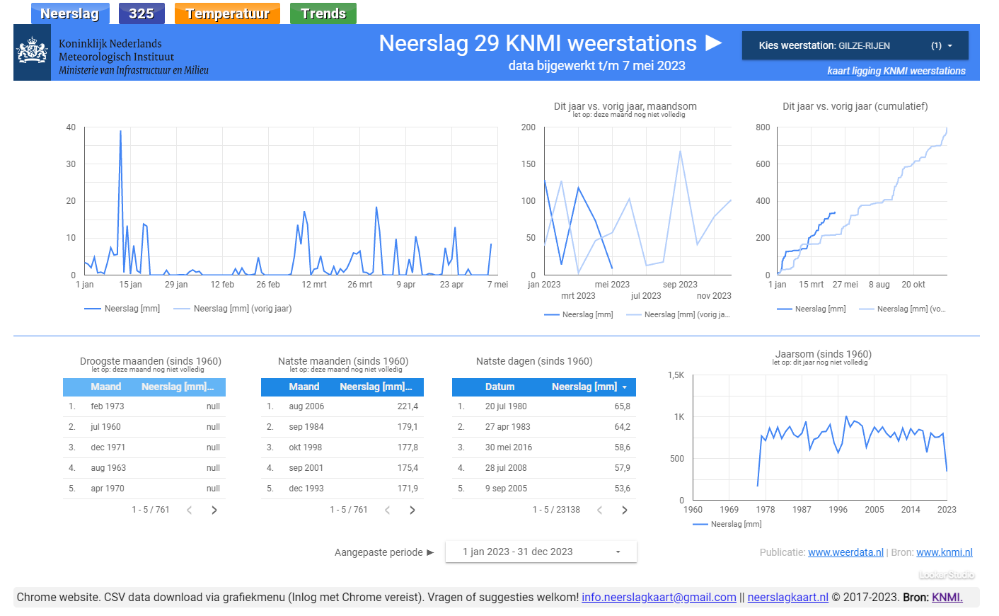 Neerslag
325
Temperatuur
Trends
Koninklijk Nederlands
Meteorologisch Instituut
Ministerie van Infrastructuur en Milieu
Neerslag 29 KNMI weerstations ►
data bijgewerkt t/m 7 mei 2023
Kies weerstation: GILZE-RIJEN (1)
kaart ligging KNMI weerstations
40
30
20
10
0
1 jan 15 jan 29 jan 12 feb 26 feb 12 mrt 26 mrt 9 apr 23 apr 7 mei
Neerslag [mm] Neerslag [mm] (vorig jaar)
Dit jaar vs. vorig jaar, maandsom
let op: deze maand nog niet volledig
200
150
100
50
0
jan 2023 mei 2023 sep 2023
mrt 2023 jul 2023 nov 2023
Neerslag [mm] Neerslag [mm] (vorig ja...
Dit jaar vs. vorig jaar (cumulatief)
800
600
400
200
0
1 jan 15 mrt 27 mei 8 aug 20 okt
Neerslag [mm] Neerslag [mm] (vo...
Droogste maanden (sinds 1960)
let op: deze maand nog niet volledig
Maand Neerslag [mm]...
1. feb 1973 null
2. jul 1960 null
3. dec 1971 null
4. aug 1963 null
5. apr 1970 null
1 - 5 / 761
Natste maanden (sinds 1960)
let op: deze maand nog niet volledig
Maand Neerslag [mm]...
1. aug 2006 221,4
2. sep 1984 179,1
3. okt 1998 177,8
4. sep 2001 175,4
5. dec 1993 171,9
1 - 5 / 761
Natste dagen (sinds 1960)
Datum Neerslag [mm]
1. 20 jul 1980 65,8
2. 27 apr 1983 64,2
3. 30 mei 2016 58,6
4. 28 jul 2008 57,9
5. 9 sep 2005 53,6
1 - 5 / 23138
Jaarsom (sinds 1960)
let op: dit jaar nog niet volledig
1,5K
1K
500
0
1960 1969 1978 1987 1996 2005 2014 2023
Neerslag [mm]
Aangepaste periode ► 1 jan 2023 - 31 dec 2023
Publicatie: www.weerdata.nl | Bron: www.knmi.nl
Looker Studio
Chrome website. CSV data download via grafiekmenu (Inlog met Chrome vereist). Vragen of suggesties welkom! info.neerslagkaart@gmail.com || neerslagkaart.nl © 2017-2023. Bron: KNMI.